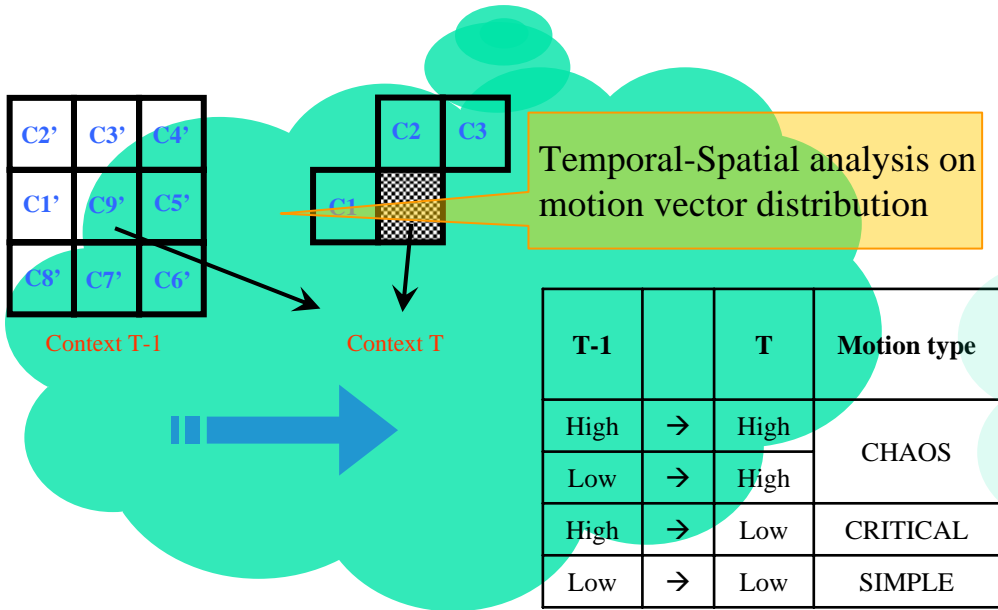 C2’ C3’ C4’
C1’ C9’ C5’
C8’ C7’ C6’
Context T-1
C2 C3
C1
Context T
Temporal-Spatial analysis on
motion vector distribution
T-1 T Motion type
High → High
CHAOS
Low → High
High → Low CRITICAL
Low → Low SIMPLE